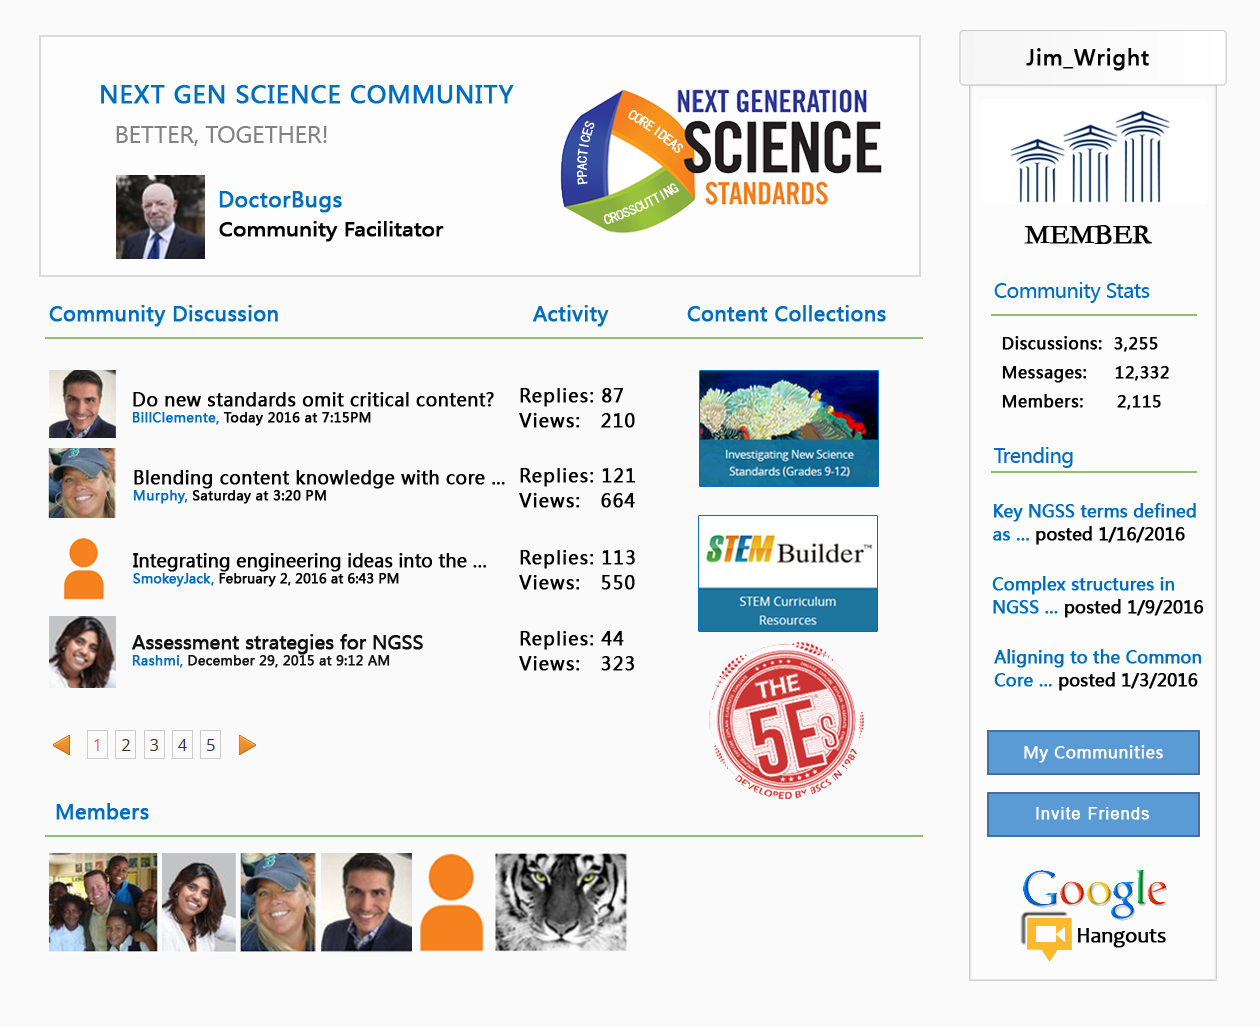 NEXT GEN SCIENCE COMMUNITY
BETTER, TOGETHER!
DoctorBugs
Community Facilitator
PPACTICES
CORE IDEAS
CROSSCUTTING
NEXT GENERATION
SCIENCE
STANDARDS
Community Discussion
Activity
Content Collections
Do new standards omit critical content?
BillClemente, Today 2016 at 7:15PM
Replies: 87
Views: 210
Blending content knowledge with core ...
Murphy, Saturday at 3:20 PM
Replies: 121
Views: 664
Integrating engineering ideas into the ...
SmokeyJack, February 2, 2016 at 6:43 PM
Replies: 113
Views: 550
Assessment strategies for NGSS
Rashmi, December 29, 2015 at 9:12 AM
Replies: 44
Views: 323
Investigating New Science
Standards (Grades 9-12)
STEM Builder™
STEM Curriculum
Resources
THE
5Es
DEVELOPED BY BSCS IN 1987
1 2 3 4 5
Members
Jim_Wright
MEMBER
Community Stats
Discussions: 3,255
Messages: 12,332
Members: 2,115
Trending
Key NGSS terms defined
as ... posted 1/16/2016
Complex structures in
NGSS ... posted 1/9/2016
Aligning to the Common
Core ... posted 1/3/2016
My Communities
Invite Friends
Google
Hangouts